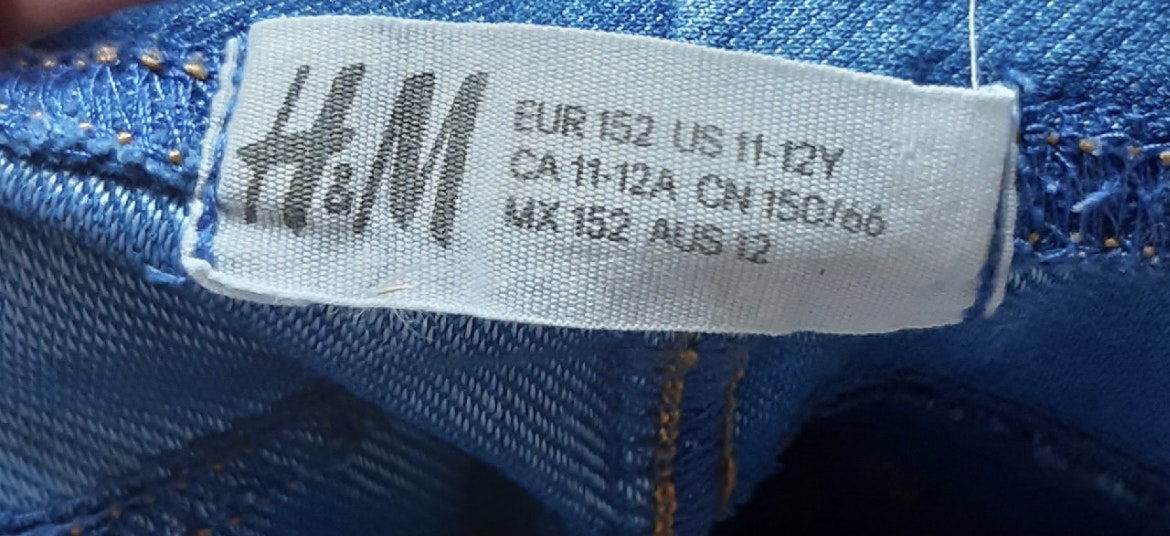 H&M
EUR 152 US 11-12Y
CA 11-12A CN 150/66
MX 152 AUS 12